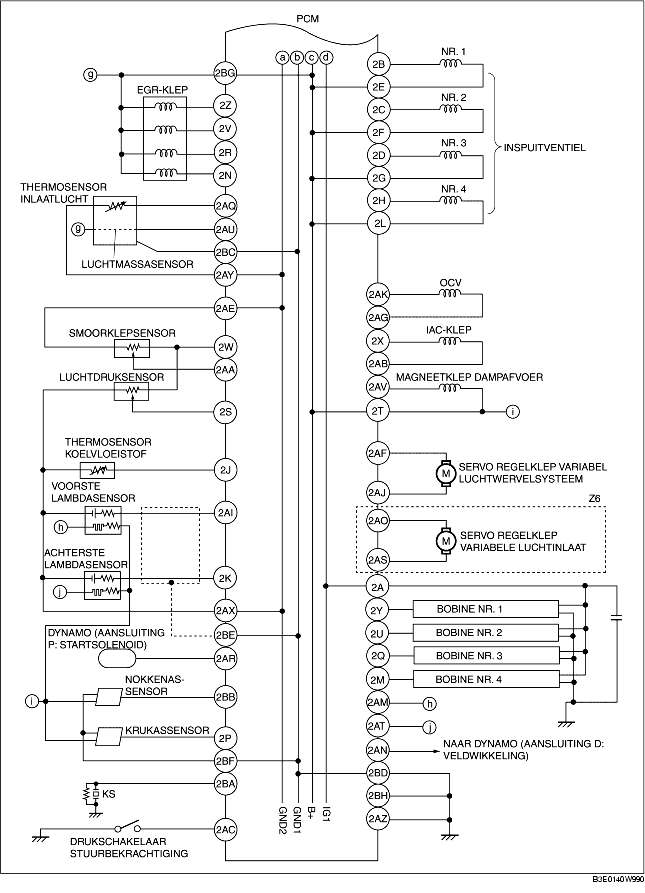 PCM
a b c d
g
2BG
EGR-KLEP
2Z
2V
2R
2N
THERMOSENSOR
INLAATLUCHT
2AQ
g
2AU
2BC
LUCHTMASSASENSOR
2AY
2AE
SMOORKLEPSENSOR
2W
2AA
LUCHTDRUKSENSOR
2S
THERMOSENSOR
KOELVLOEISTOF
2J
VOORSTE
LAMBDASENSOR
2AI
h
ACHTERSTE
LAMBDASENSOR
2K
j
2AX
DYNAMO (AANSLUITING
P: STARTSOLENOID)
2BE
2AR
NOKKENAS-
SENSOR
2BB
i
KRUKASSENSOR
2P
2BF
2BA
KS
2AC
DRUKSCHAKELAAR
STUURBEKRACHTIGING
GND2
GND1
B+
IG1
2B
NR. 1
2E
2C
NR. 2
2F
INSPUITVENTIEL
2D
NR. 3
2G
2H
NR. 4
2L
2AK
OCV
2AG
2X
IAC-KLEP
2AB
2AV
MAGNEETKLEP DAMPAFVOER
2T
i
2AF
M
SERVO REGELKLEP VARIABEL
LUCHTWERVELSYSTEEM
2AJ
Z6
2AO
M
SERVO REGELKLEP
VARIABELE LUCHTINLAAT
2AS
2A
2Y
BOBINE NR. 1
2U
BOBINE NR. 2
2Q
BOBINE NR. 3
2M
BOBINE NR. 4
2AM
h
2AT
j
2AN
NAAR DYNAMO (AANSLUITING D:
VELDWIKKELING)
2BD
2BH
2AZ
B3E0140W990